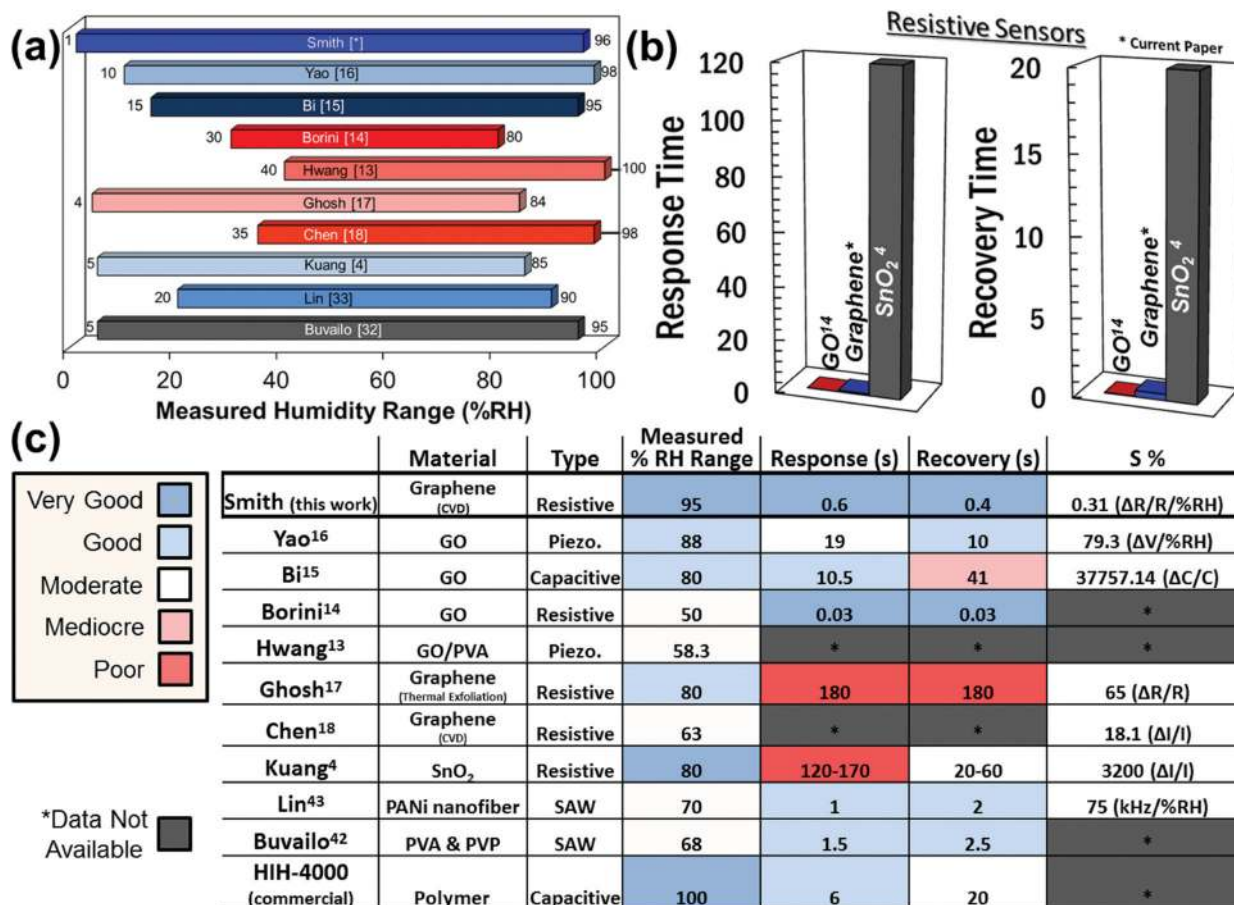 (a)
1 Smith [*] 96
10 Yao [16] 98
15 Bi [15] 95
30 Borini [14] 80
40 Hwang [13] 100
4 Ghosh [17] 84
35 Chen [18] 98
5 Kuang [4] 85
20 Lin [33] 90
5 Buvailo [32] 95
0 20 40 60 80 100
Measured Humidity Range (%RH)
(b)
Resistive Sensors
* Current Paper
Response Time
120
100
80
60
40
20
0
GO14
Graphene*
SnO2 4
Recovery Time
20
15
10
5
0
GO14
Graphene*
SnO2 4
(c)
Very Good
Good
Moderate
Mediocre
Poor
*Data Not
Available
Measured
Material Type % RH Range Response (s) Recovery (s) S %
Smith (this work) Graphene (CVD) Resistive 95 0.6 0.4 0.31 (ΔR/R/%RH)
Yao16 GO Piezo. 88 19 10 79.3 (ΔV/%RH)
Bi15 GO Capacitive 80 10.5 41 37757.14 (ΔC/C)
Borini14 GO Resistive 50 0.03 0.03 *
Hwang13 GO/PVA Piezo. 58.3 * * *
Ghosh17 Graphene (Thermal Exfoliation) Resistive 80 180 180 65 (ΔR/R)
Chen18 Graphene (CVD) Resistive 63 * * 18.1 (ΔI/I)
Kuang4 SnO2 Resistive 80 120-170 20-60 3200 (ΔI/I)
Lin43 PANi nanofiber SAW 70 1 2 75 (kHz/%RH)
Buvailo42 PVA & PVP SAW 68 1.5 2.5 *
HIH-4000
(commercial) Polymer Capacitive 100 6 20 *